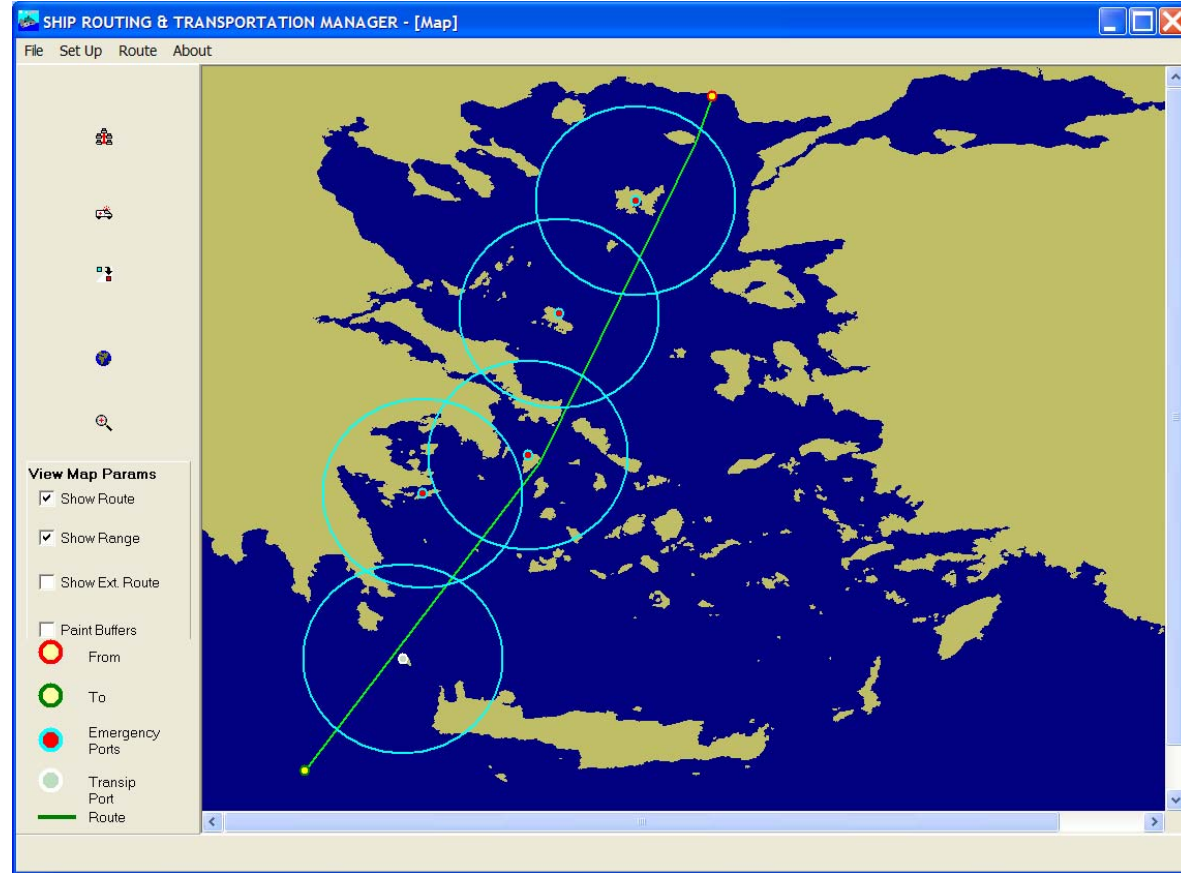 SHIP ROUTING & TRANSPORTATION MANAGER - [Map]
File Set Up Route About
View Map Params
Show Route
Show Range
Show Ext. Route
Paint Buffers
From
To
Emergency
Ports
Transip
Port
Route